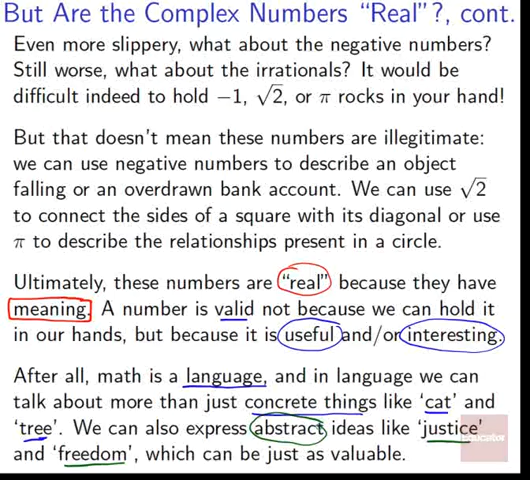 But Are the Complex Numbers “Real”?, cont.
Even more slippery, what about the negative numbers?
Still worse, what about the irrationals? It would be
difficult indeed to hold −1, √2, or π rocks in your hand!
But that doesn't mean these numbers are illegitimate:
we can use negative numbers to describe an object
falling or an overdrawn bank account. We can use √2
to connect the sides of a square with its diagonal or use
π to describe the relationships present in a circle.
Ultimately, these numbers are “real” because they have
meaning. A number is valid not because we can hold it
in our hands, but because it is useful and/or interesting.
After all, math is a language, and in language we can
talk about more than just concrete things like ‘cat’ and
‘tree’. We can also express abstract ideas like ‘justice’
and ‘freedom’, which can be just as valuable.
Educator